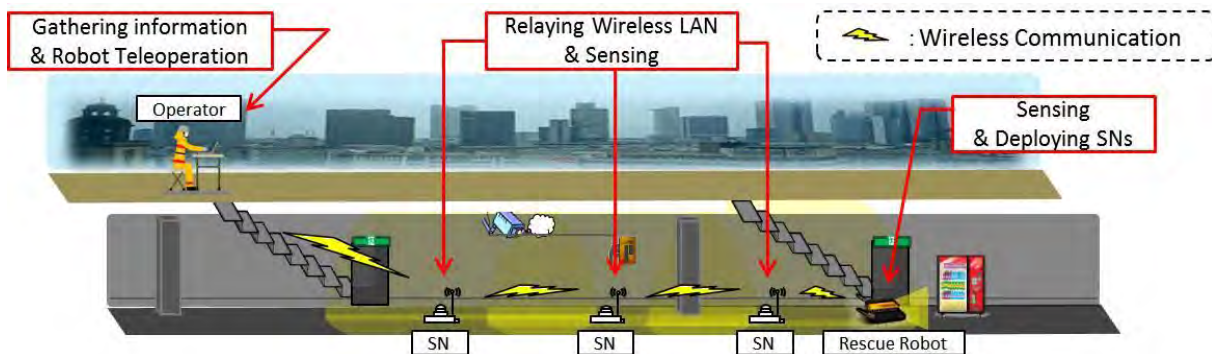 Gathering information
& Robot Teleoperation
Relaying Wireless LAN
& Sensing
: Wireless Communication
Operator
Sensing
& Deploying SNs
SN
SN
SN
Rescue Robot